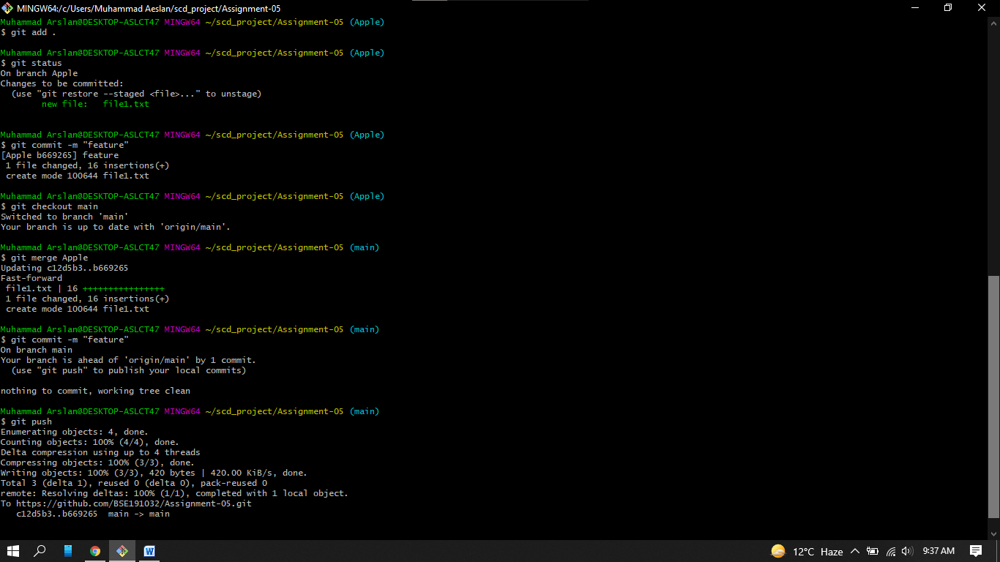 MINGW64:/c/Users/Muhammad Aeslan/scd_project/Assignment-05
Muhammad Arslan@DESKTOP-ASLCT47 MINGW64 ~/scd_project/Assignment-05 (Apple)
$ git add .
Muhammad Arslan@DESKTOP-ASLCT47 MINGW64 ~/scd_project/Assignment-05 (Apple)
$ git status
On branch Apple
Changes to be committed:
  (use "git restore --staged <file>..." to unstage)
        new file:   file1.txt
Muhammad Arslan@DESKTOP-ASLCT47 MINGW64 ~/scd_project/Assignment-05 (Apple)
$ git commit -m "feature"
[Apple b669265] feature
 1 file changed, 16 insertions(+)
 create mode 100644 file1.txt
Muhammad Arslan@DESKTOP-ASLCT47 MINGW64 ~/scd_project/Assignment-05 (Apple)
$ git checkout main
Switched to branch 'main'
Your branch is up to date with 'origin/main'.
Muhammad Arslan@DESKTOP-ASLCT47 MINGW64 ~/scd_project/Assignment-05 (main)
$ git merge Apple
Updating c12d5b3..b669265
Fast-forward
 file1.txt | 16 ++++++++++++++++
 1 file changed, 16 insertions(+)
 create mode 100644 file1.txt
Muhammad Arslan@DESKTOP-ASLCT47 MINGW64 ~/scd_project/Assignment-05 (main)
$ git commit -m "feature"
On branch main
Your branch is ahead of 'origin/main' by 1 commit.
  (use "git push" to publish your local commits)
nothing to commit, working tree clean
Muhammad Arslan@DESKTOP-ASLCT47 MINGW64 ~/scd_project/Assignment-05 (main)
$ git push
Enumerating objects: 4, done.
Counting objects: 100% (4/4), done.
Delta compression using up to 4 threads
Compressing objects: 100% (3/3), done.
Writing objects: 100% (3/3), 420 bytes | 420.00 KiB/s, done.
Total 3 (delta 1), reused 0 (delta 0), pack-reused 0
remote: Resolving deltas: 100% (1/1), completed with 1 local object.
To https://github.com/BSE191032/Assignment-05.git
   c12d5b3..b669265  main -> main
W 12°C Haze 9:37 AM